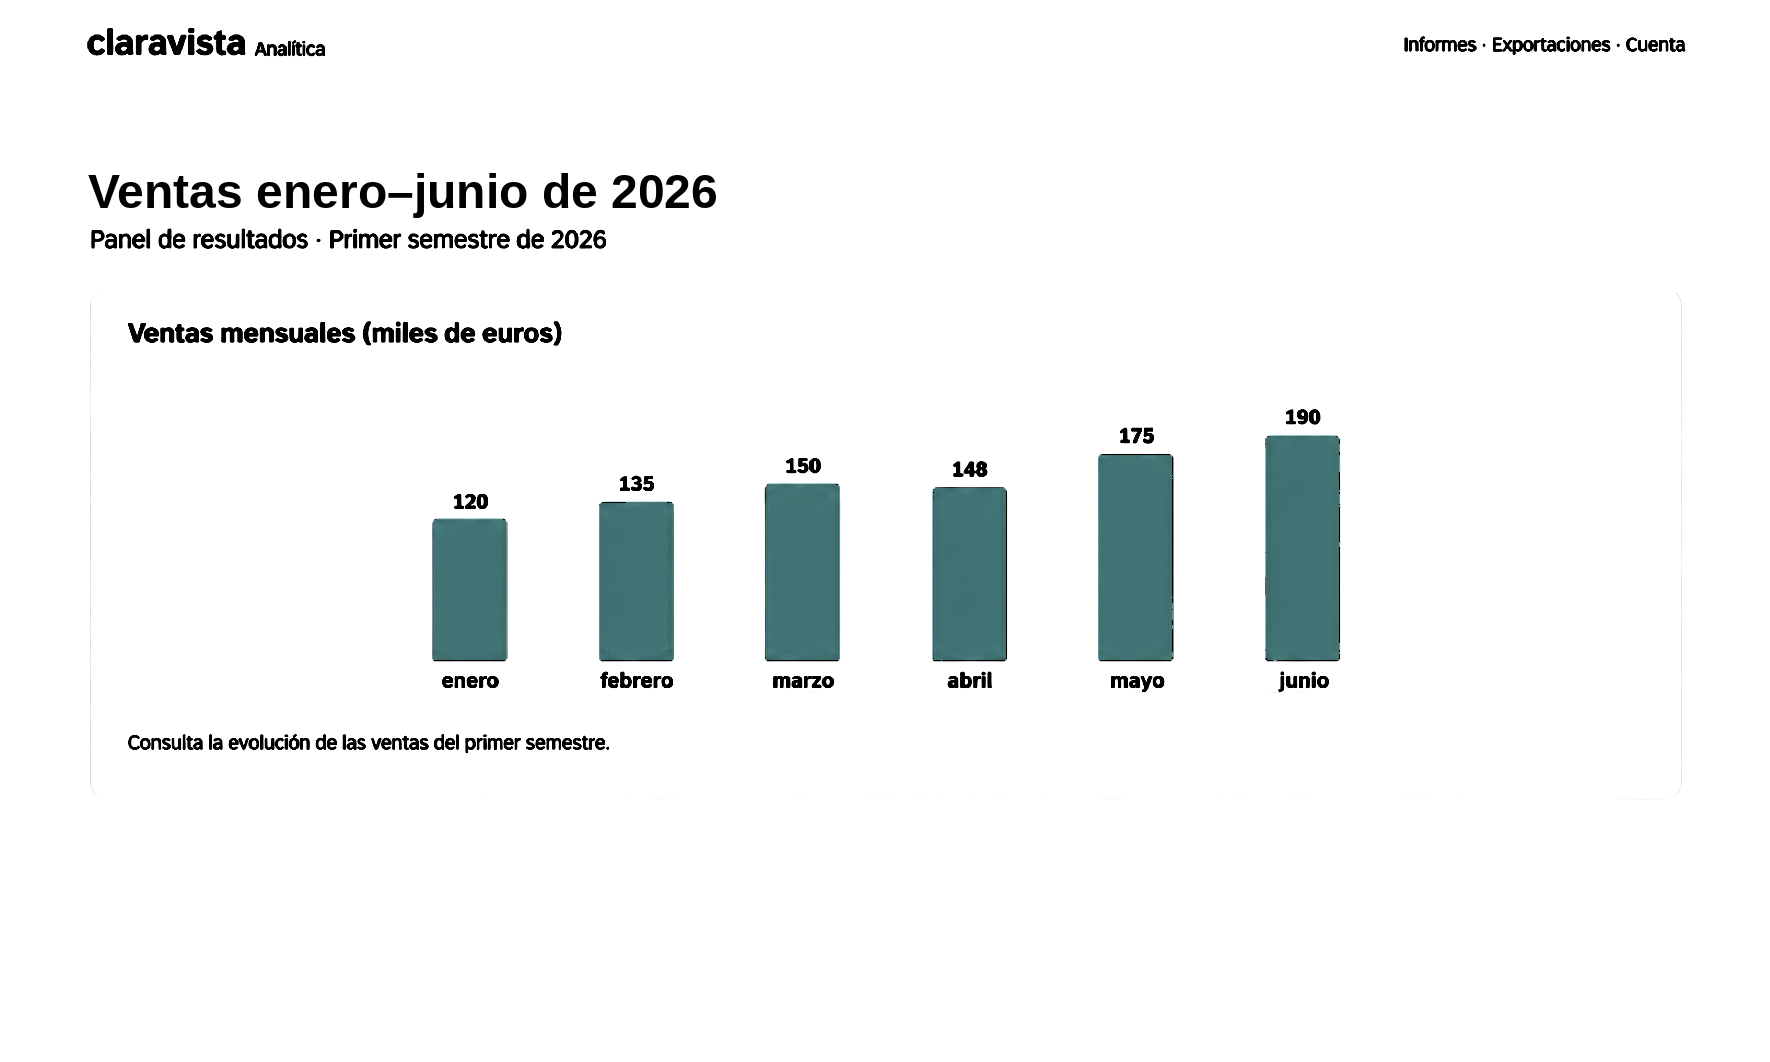 claravista Analítica
Informes · Exportaciones · Cuenta
Ventas enero–junio de 2026
Panel de resultados · Primer semestre de 2026
Ventas mensuales (miles de euros)
120 135 150 148 175 190
enero febrero marzo abril mayo junio
Consulta la evolución de las ventas del primer semestre.